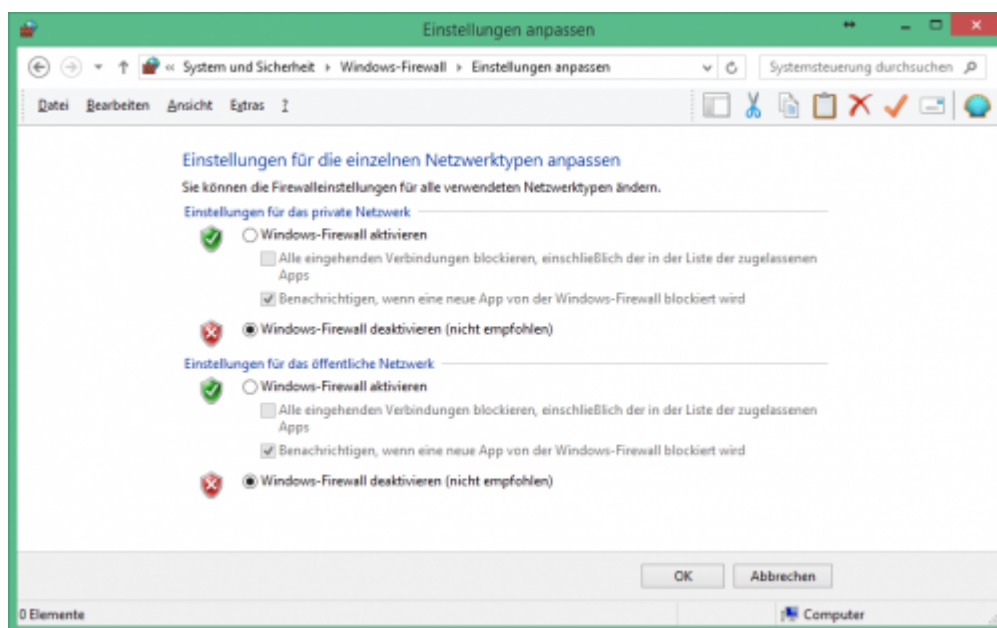 Einstellungen anpassen
« System und Sicherheit Windows-Firewall Einstellungen anpassen
Systemsteuerung durchsuchen
Datei Bearbeiten Ansicht Extras ?
Einstellungen für die einzelnen Netzwerktypen anpassen
Sie können die Firewalleinstellungen für alle verwendeten Netzwerktypen ändern.
Einstellungen für das private Netzwerk
Windows-Firewall aktivieren
Alle eingehenden Verbindungen blockieren, einschließlich der in der Liste der zugelassenen
Apps
Benachrichtigen, wenn eine neue App von der Windows-Firewall blockiert wird
Windows-Firewall deaktivieren (nicht empfohlen)
Einstellungen für das öffentliche Netzwerk
Windows-Firewall aktivieren
Alle eingehenden Verbindungen blockieren, einschließlich der in der Liste der zugelassenen
Apps
Benachrichtigen, wenn eine neue App von der Windows-Firewall blockiert wird
Windows-Firewall deaktivieren (nicht empfohlen)
OK Abbrechen
0 Elemente Computer